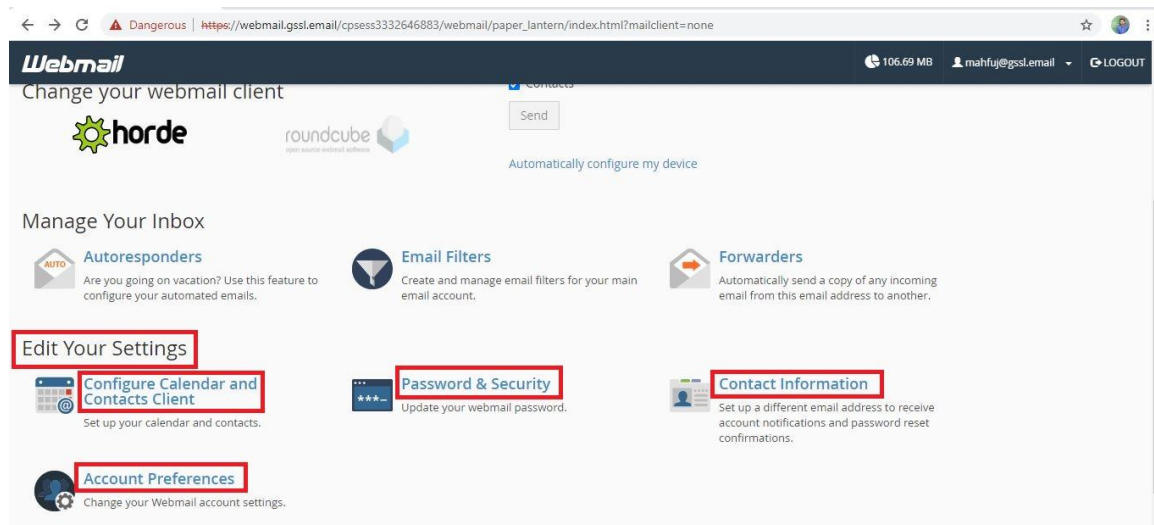 Dangerous | https://webmail.gssl.email/cpsess3332646883/webmail/paper_lantern/index.html?mailclient=none
Webmail
106.69 MB
mahfuj@gssl.email
LOGOUT
Change your webmail client
Contacts
horde
roundcube
open source webmail software
Send
Automatically configure my device
Manage Your Inbox
AUTO
Autoresponders
Are you going on vacation? Use this feature to
configure your automated emails.
Email Filters
Create and manage email filters for your main
email account.
Forwarders
Automatically send a copy of any incoming
email from this email address to another.
Edit Your Settings
Configure Calendar and
Contacts Client
Set up your calendar and contacts.
***_
Password & Security
Update your webmail password.
Contact Information
Set up a different email address to receive
account notifications and password reset
confirmations.
Account Preferences
Change your Webmail account settings.